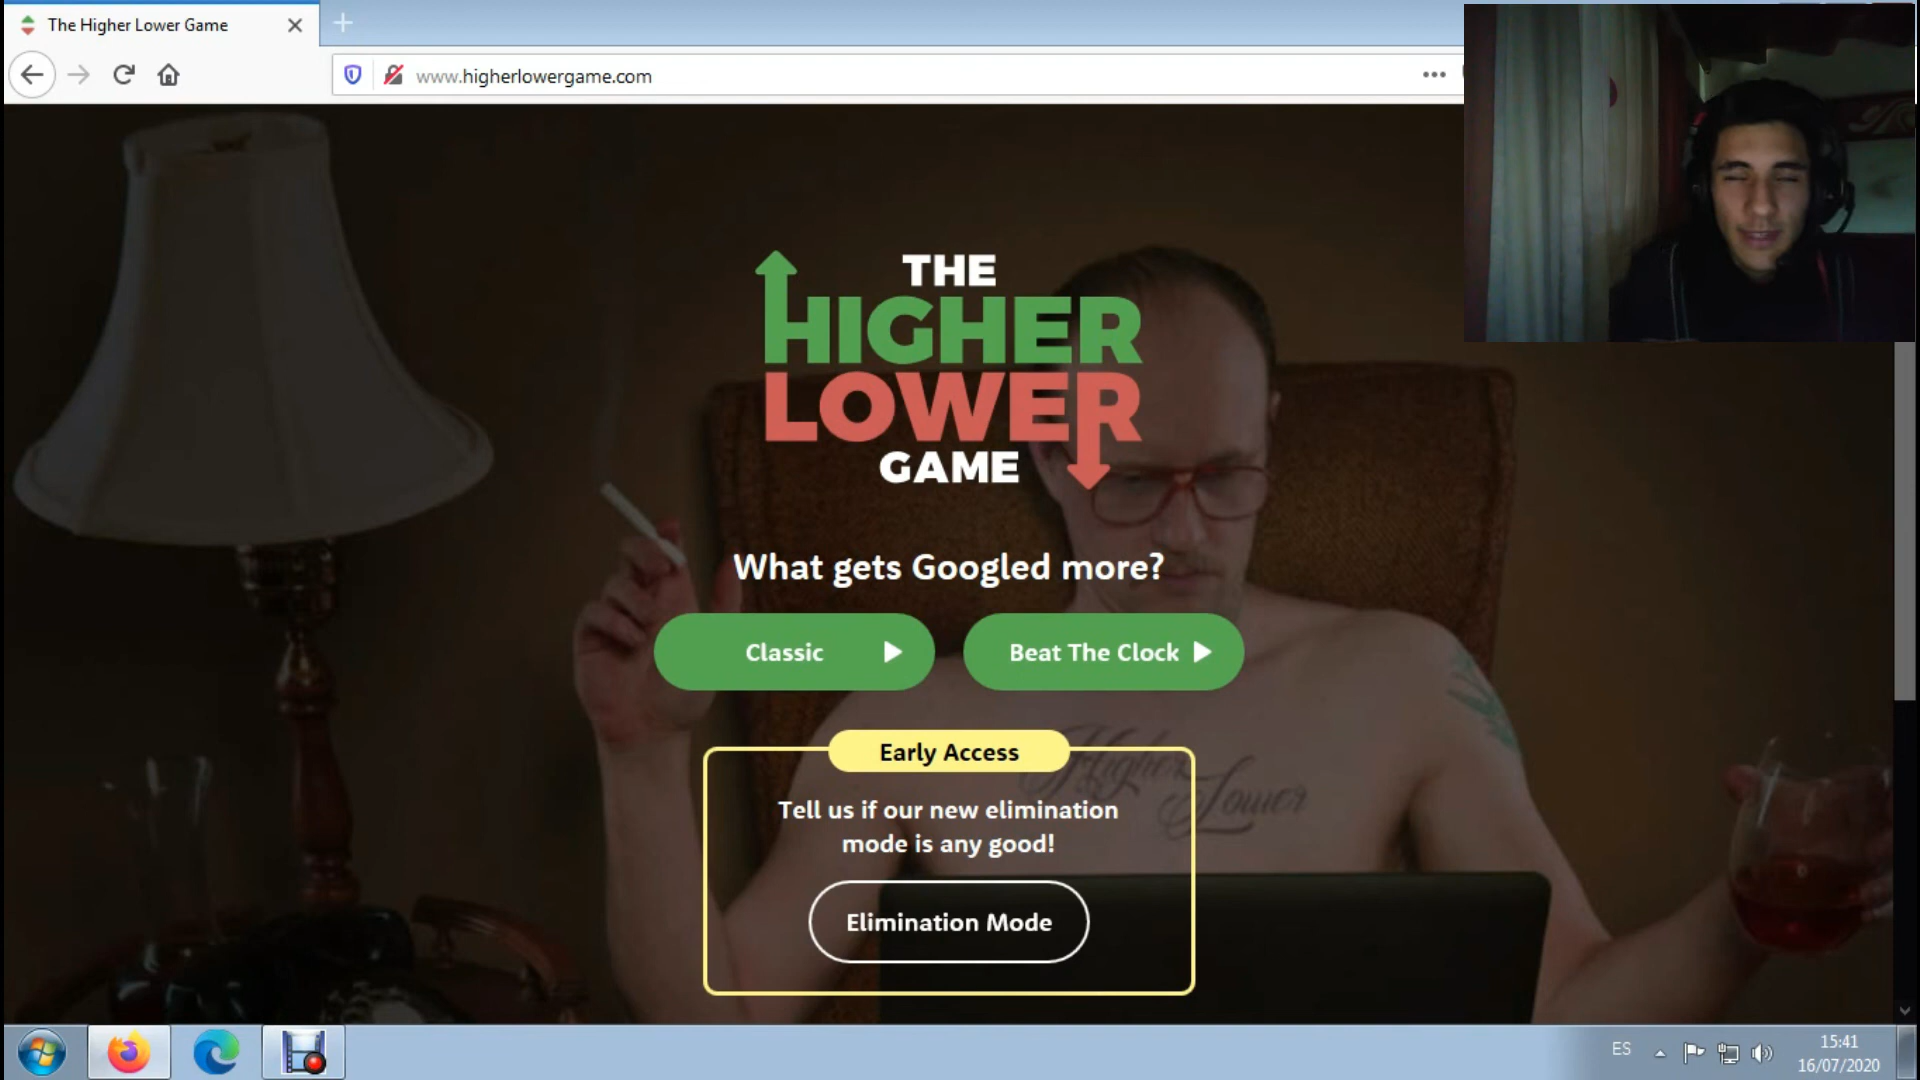 The Higher Lower Game
www.higherlowergame.com
THE
HIGHER
LOWER
GAME
What gets Googled more?
Classic
Beat The Clock
Early Access
Higher
Lower
Tell us if our new elimination
mode is any good!
Elimination Mode
ES
15:41
16/07/2020